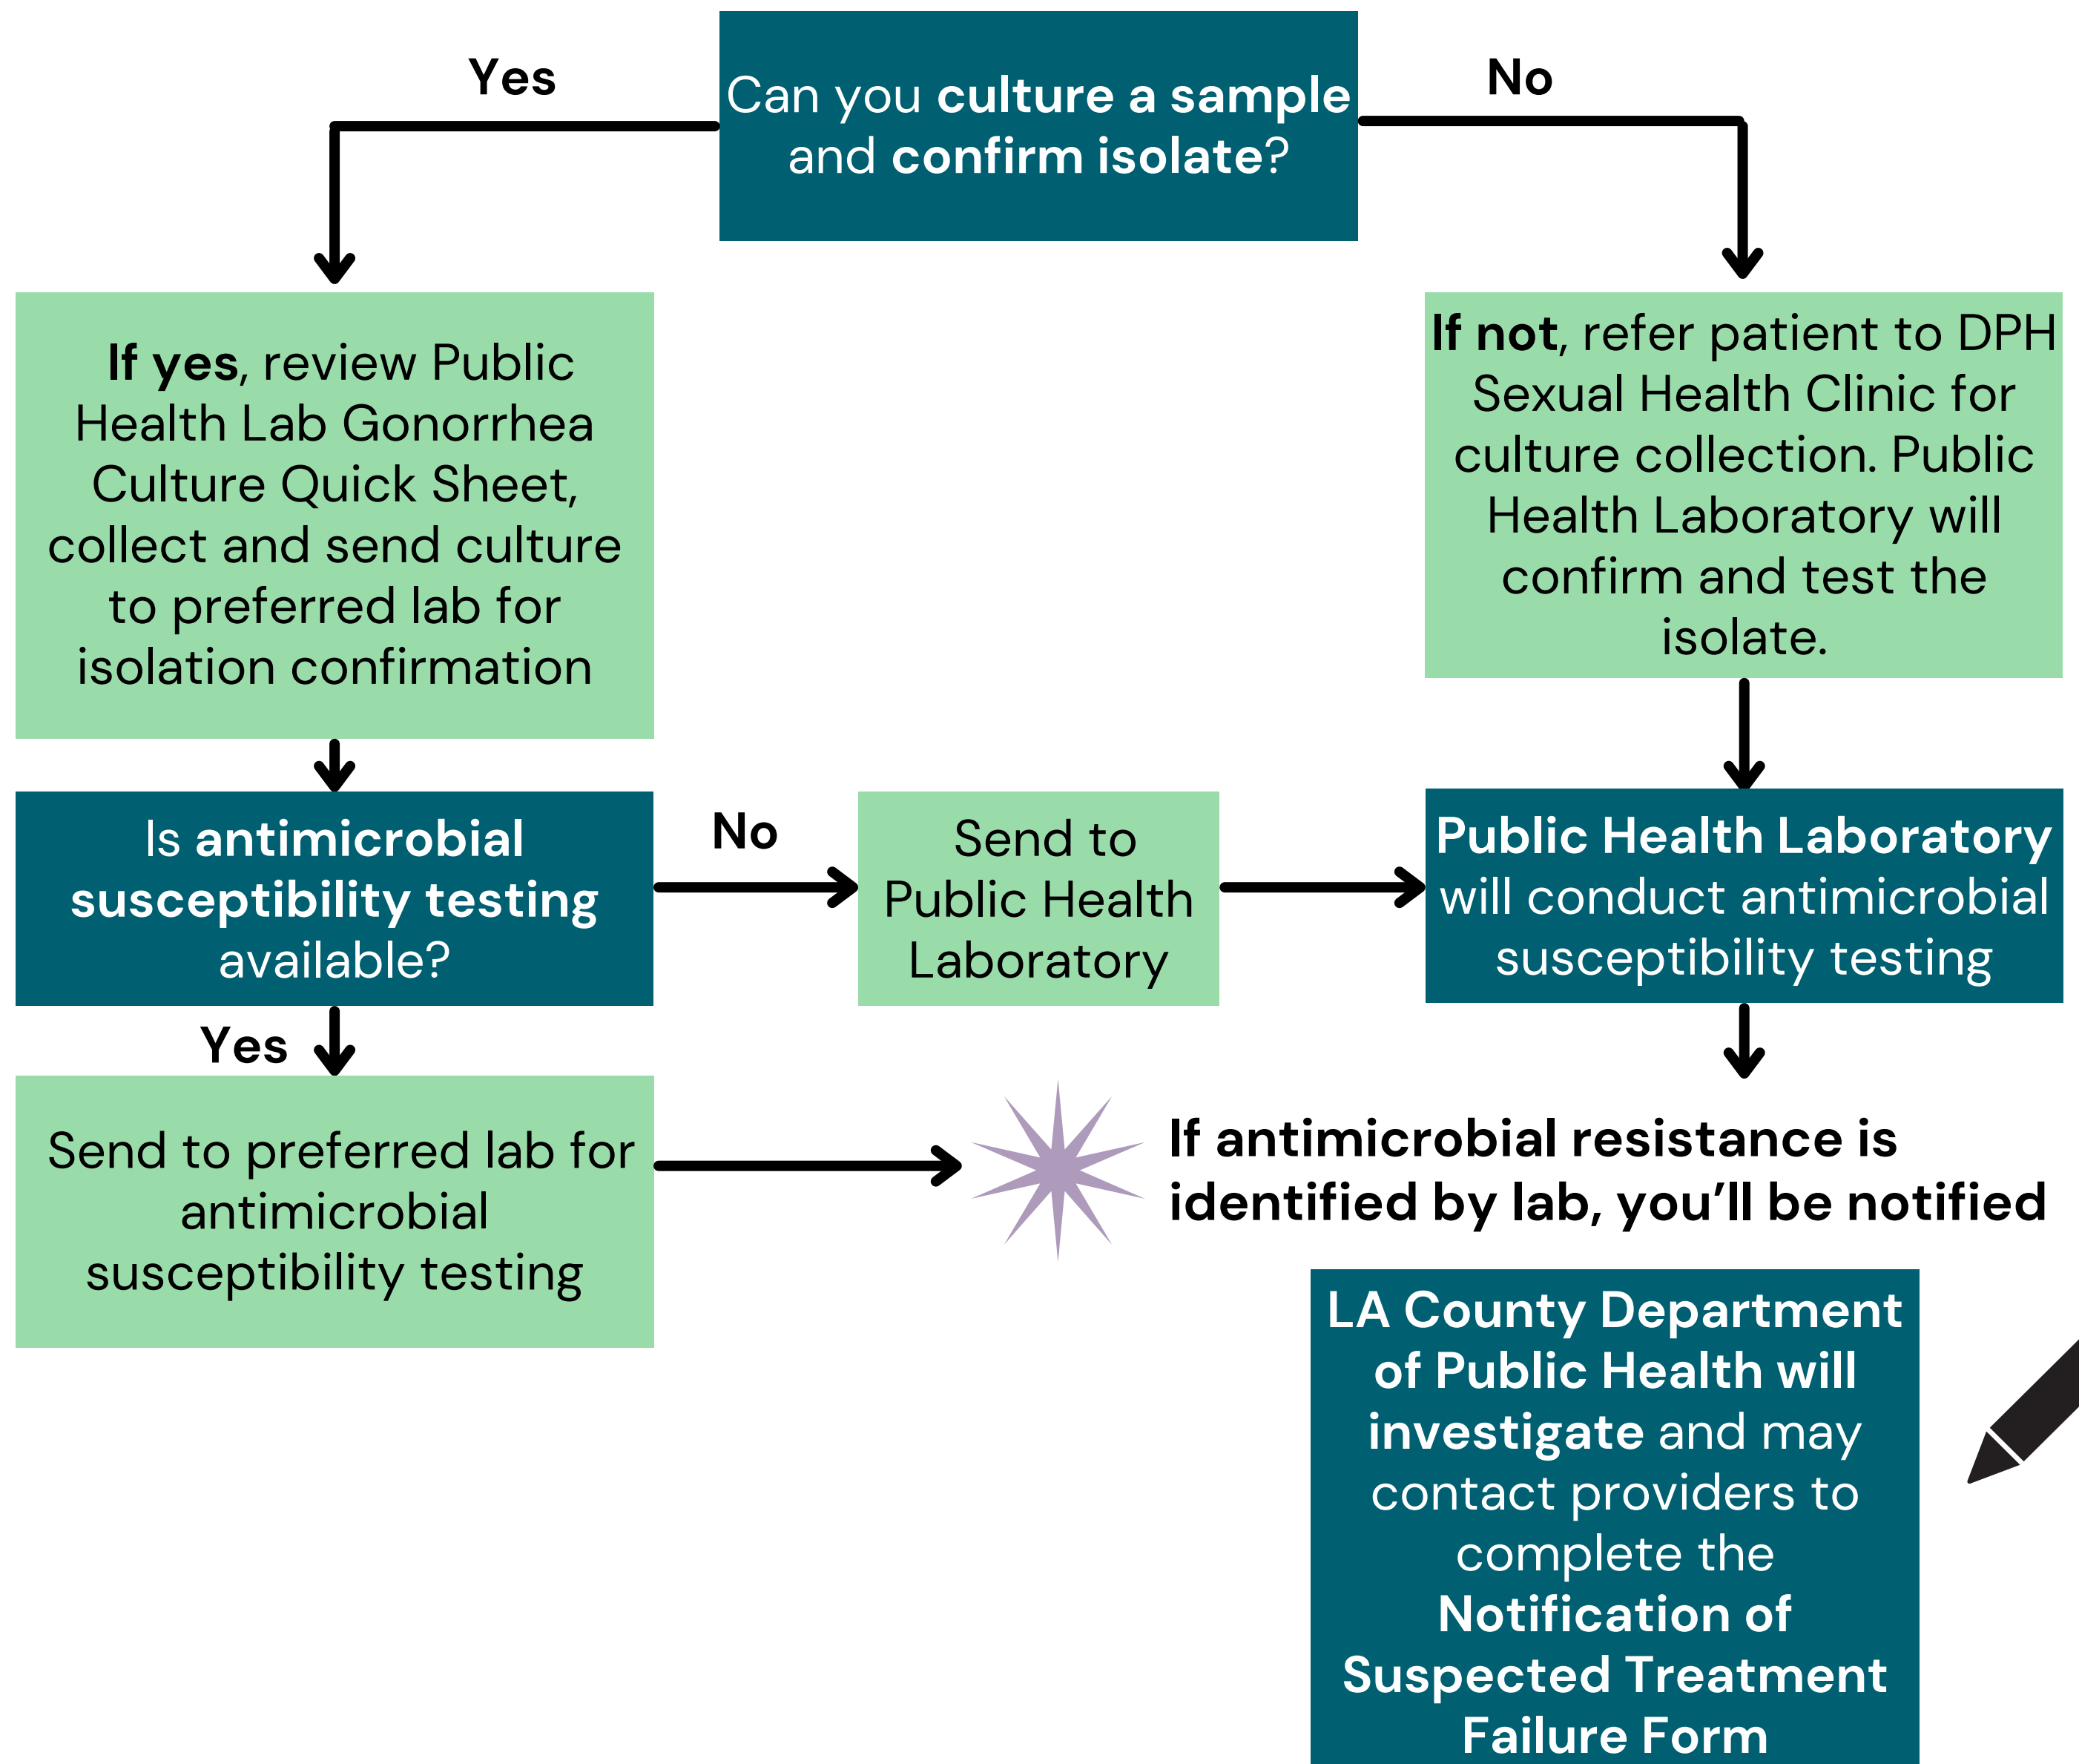 Yes
Can you culture a sample
and confirm isolate?
No
If yes, review Public
Health Lab Gonorrhea
Culture Quick Sheet,
collect and send culture
to preferred lab for
isolation confirmation
If not, refer patient to DPH
Sexual Health Clinic for
culture collection. Public
Health Laboratory will
confirm and test the
isolate.
Is antimicrobial
susceptibility testing
available?
No
Send to
Public Health
Laboratory
Public Health Laboratory
will conduct antimicrobial
susceptibility testing
Yes
Send to preferred lab for
antimicrobial
susceptibility testing
If antimicrobial resistance is
identified by lab, you’ll be notified
LA County Department
of Public Health will
investigate and may
contact providers to
complete the
Notification of
Suspected Treatment
Failure Form